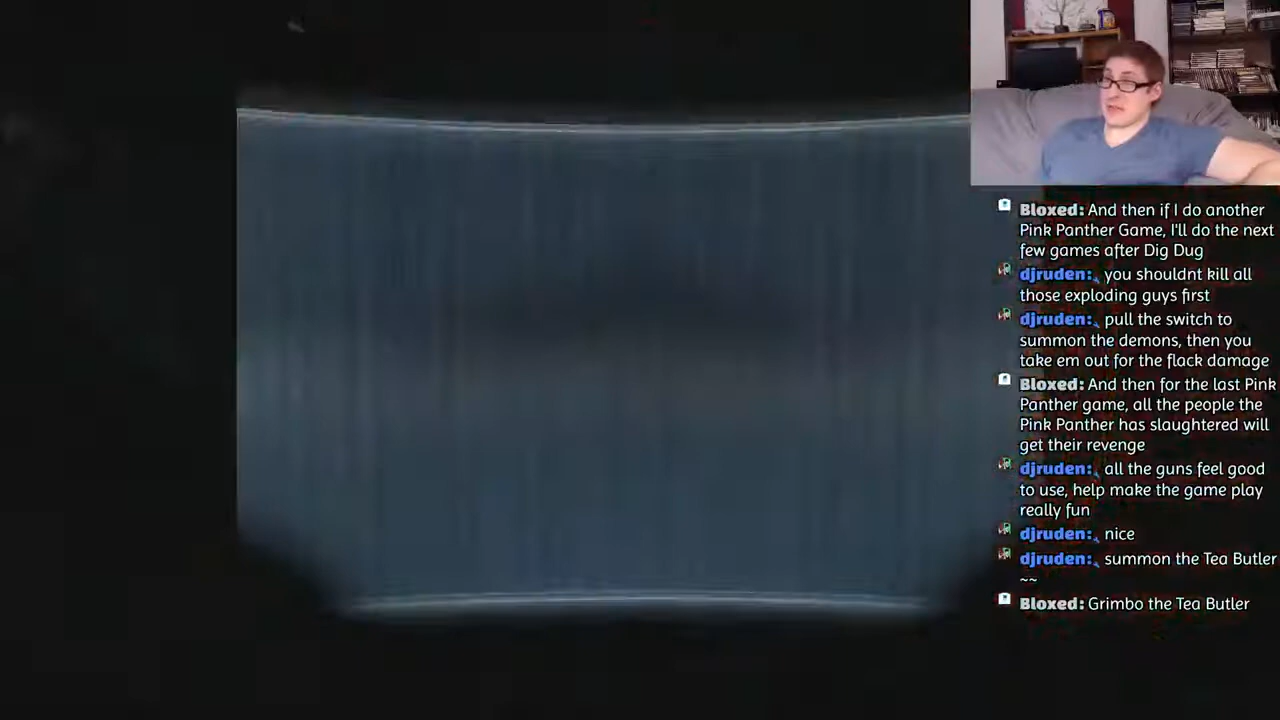 Bloxed: And then if I do another
Pink Panther Game, I'll do the next
few games after Dig Dug
djruden: you shouldnt kill all
those exploding guys first
djruden: pull the switch to
summon the demons, then you
take em out for the flack damage
Bloxed: And then for the last Pink
Panther game, all the people the
Pink Panther has slaughtered will
get their revenge
djruden: all the guns feel good
to use, help make the game play
really fun
djruden: nice
djruden: summon the Tea Butler
~~
Bloxed: Grimbo the Tea Butler